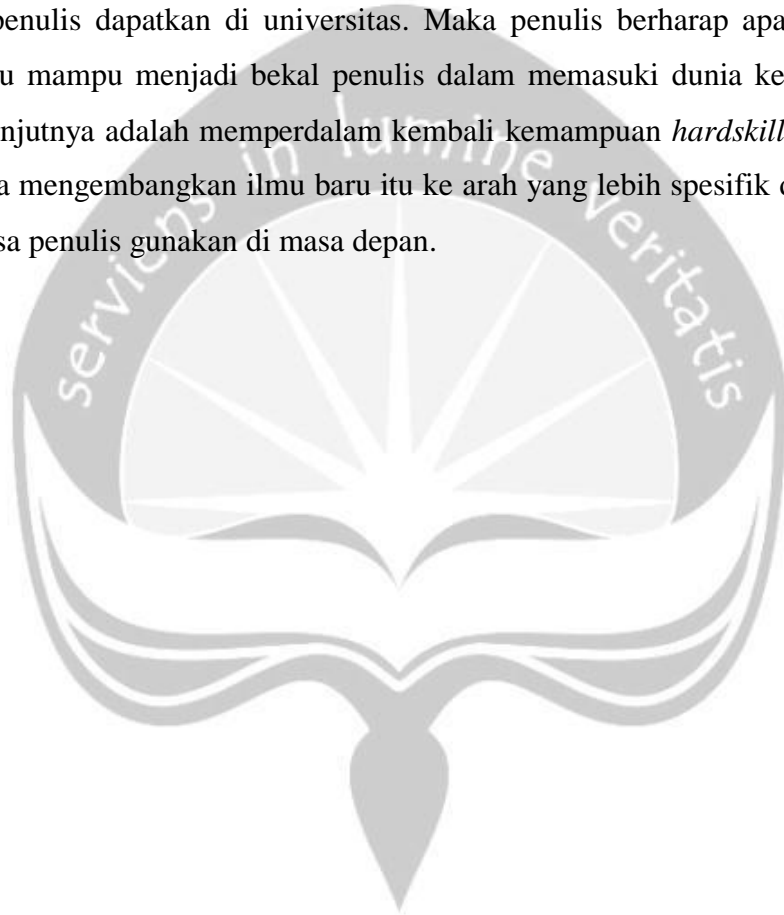 penulis dapatkan di universitas. Maka penulis berharap apa
u mampu menjadi bekal penulis dalam memasuki dunia ke
njutnya adalah memperdalam kembali kemampuan hardskill
a mengembangkan ilmu baru itu ke arah yang lebih spesifik d
sa penulis gunakan di masa depan.
serviens in lumine veritatis